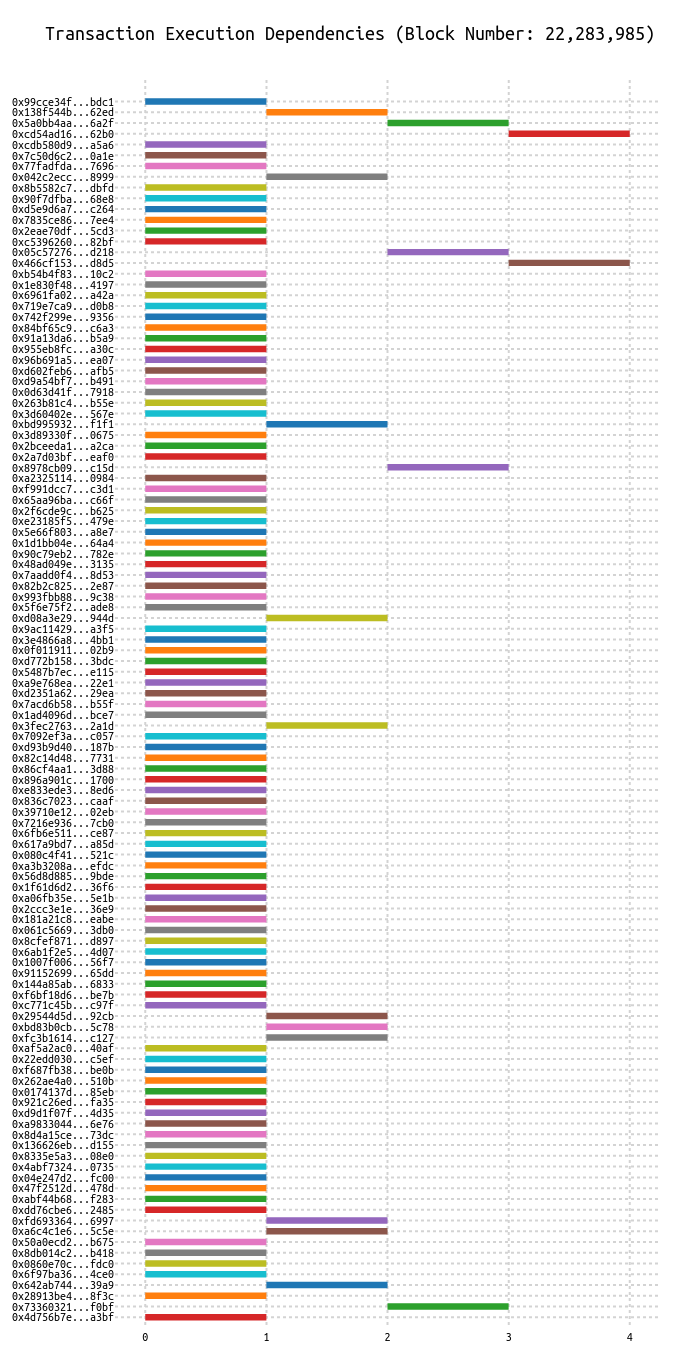 Transaction Execution Dependencies (Block Number: 22,283,985)
0x99cce34f...bdc1
0x138f544b...62ed
0x5a0bb4aa...6a2f
0xcd54ad16...62b0
0xcdb580d9...a5a6
0x7c50d6c2...0a1e
0x77fadfda...7696
0x042c2ecc...8999
0x8b5582c7...dbfd
0x90f7dfba...68e8
0xd5e9d6a7...c264
0x7835ce86...7ee4
0x2eae70df...5cd3
0xc5396260...82bf
0x05c57276...d218
0x466cf153...d8d5
0xb54b4f83...10c2
0x1e830f48...4197
0x6961fa02...a42a
0x719e7ca9...d0b8
0x742f299e...9356
0x84bf65c9...c6a3
0x91a13da6...b5a9
0x955eb8fc...a30c
0x96b691a5...ea07
0xd602feb6...afb5
0xd9a54bf7...b491
0x0d63d41f...7918
0x263b81c4...b55e
0x3d60402e...567e
0xbd995932...f1f1
0x3d89330f...0675
0x2bceeda1...a2ca
0x2a7d03bf...eaf0
0x8978cb09...c15d
0xa2325114...0984
0xf991dcc7...c3d1
0x65aa96ba...c66f
0x2f6cde9c...b625
0xe23185f5...479e
0x5e66f803...a8e7
0x1d1bb04e...64a4
0x90c79eb2...782e
0x48ad049e...3135
0x7aadd0f4...8d53
0x82b2c825...2e87
0x993fbb88...9c38
0x5f6e75f2...ade8
0xd08a3e29...944d
0x9ac11429...a3f5
0x3e4866a8...4bb1
0x0f011911...02b9
0xd772b158...3bdc
0x5487b7ec...e115
0xa9e768ea...22e1
0xd2351a62...29ea
0x7acd6b58...b55f
0x1ad4096d...bce7
0x3fec2763...2a1d
0x7092ef3a...c057
0xd93b9d40...187b
0x82c14d48...7731
0x86cf4aa1...3d88
0x896a901c...1700
0xe833ede3...8ed6
0x836c7023...caaf
0x39710e12...02eb
0x7216e936...7cb0
0x6fb6e511...ce87
0x617a9bd7...a85d
0x080c4f41...521c
0xa3b3208a...efdc
0x56d8d885...9bde
0x1f61d6d2...36f6
0xa06fb35e...5e1b
0x2ccc3e1e...36e9
0x181a21c8...eabe
0x061c5669...3db0
0x8cfef871...d897
0x6ab1f2e5...4d07
0x1007f006...56f7
0x91152699...65dd
0x144a85ab...6833
0xf6bf18d6...be7b
0xc771c45b...c97f
0x29544d5d...92cb
0xbd83b0cb...5c78
0xfc3b1614...c127
0xaf5a2ac0...40af
0x22edd030...c5ef
0xf687fb38...be0b
0x262ae4a0...510b
0x0174137d...85eb
0x921c26ed...fa35
0xd9d1f07f...4d35
0xa9833044...6e76
0x8d4a15ce...73dc
0x136626eb...d155
0x8335e5a3...08e0
0x4abf7324...0735
0x04e247d2...fc00
0x47f2512d...478d
0xabf44b68...f283
0xdd76cbe6...2485
0xfd693364...6997
0xa6c4c1e6...5c5e
0x50a0ecd2...b675
0x8db014c2...b418
0x0860e70c...fdc0
0x6f97ba36...4ce0
0x642ab744...39a9
0x28913be4...8f3c
0x73360321...f0bf
0x4d756b7e...a3bf
0 1 2 3 4